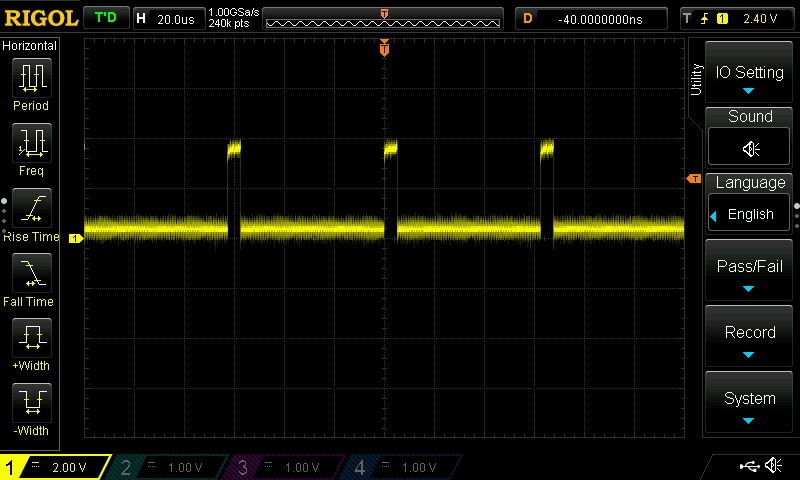 RIGOL T'D H 20.0us 1.00GSa/s 240k pts D -40.0000000ns T 1 2.40 V
Horizontal
Period
Freq
Rise Time
Fall Time
+Width
-Width
T
T
1
Utility
IO Setting
Sound
Language
English
Pass/Fail
Record
System
1 2.00 V 2 1.00 V 3 1.00 V 4 1.00 V